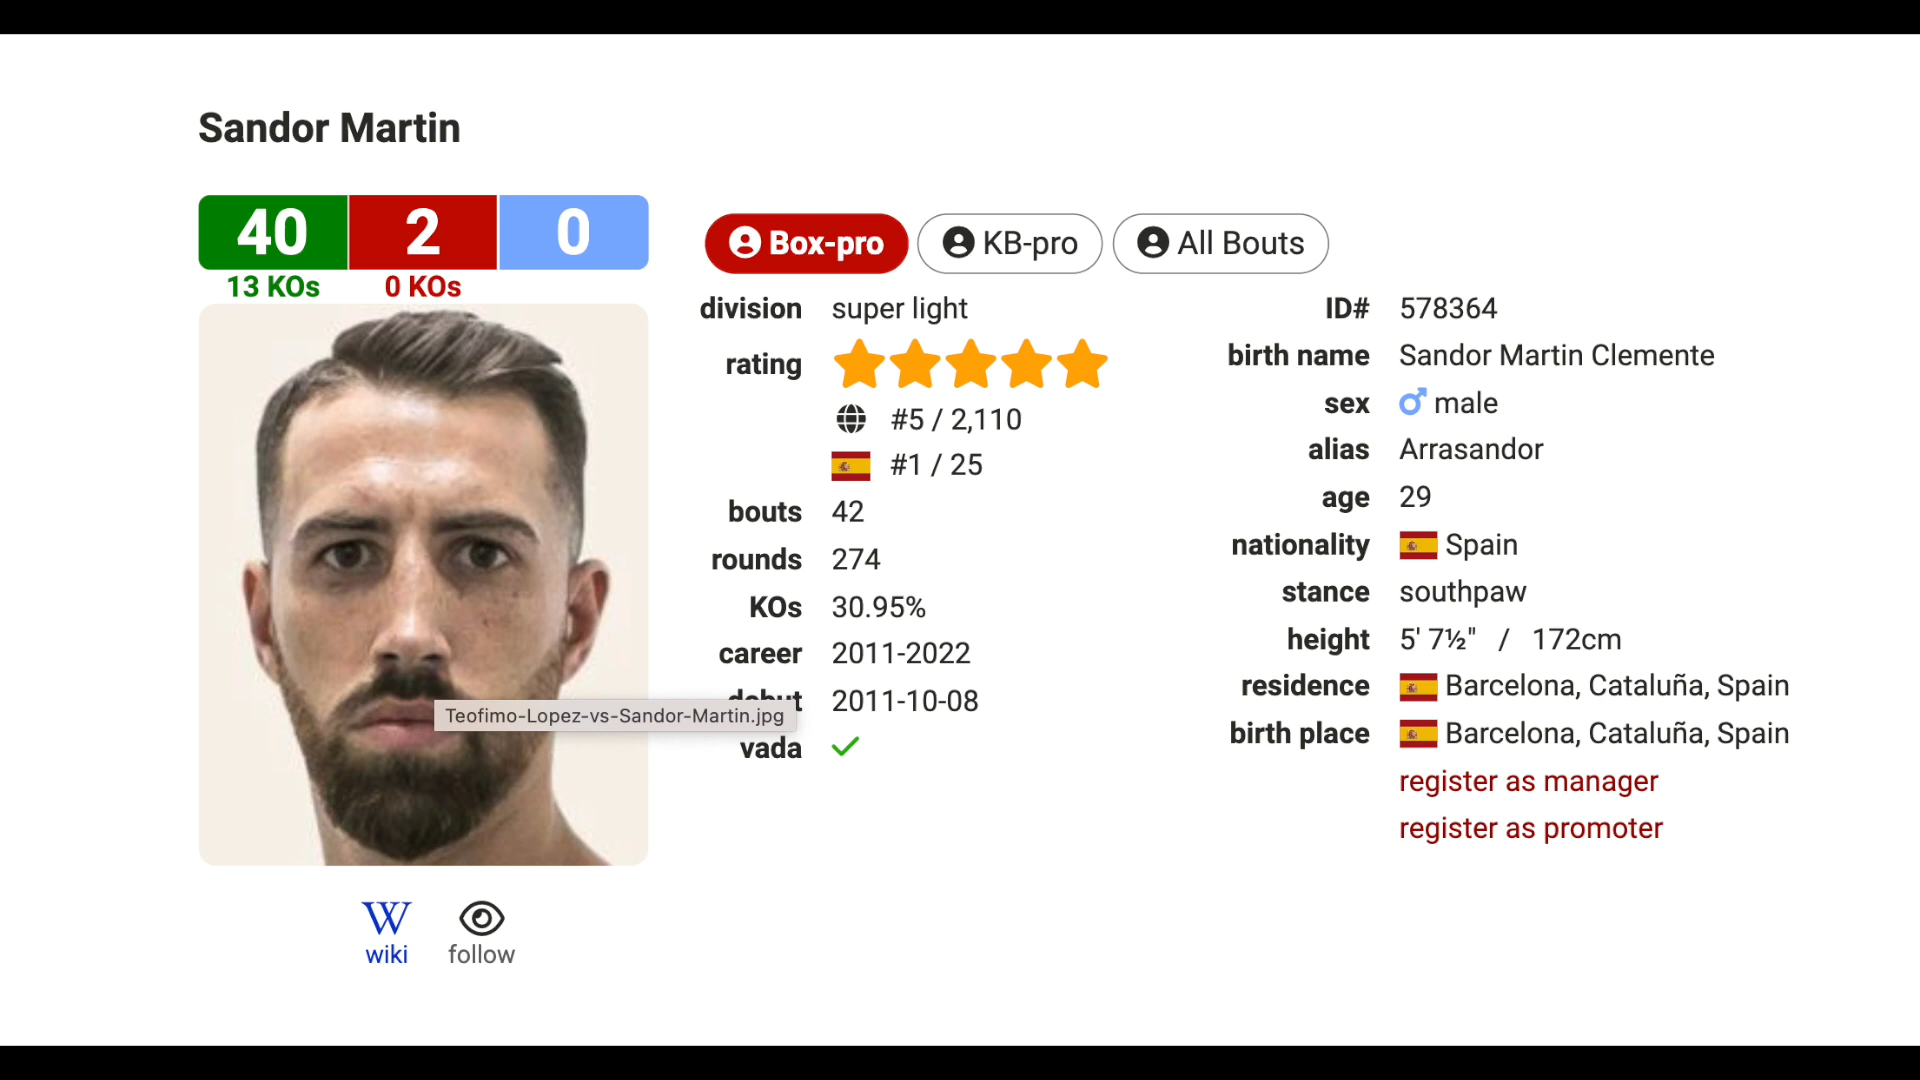 Sandor Martin
40 2 0
13 KOs 0 KOs
Box-pro KB-pro All Bouts
division super light
rating
#5 / 2,110
#1 / 25
bouts 42
rounds 274
KOs 30.95%
career 2011-2022
debut 2011-10-08
vada
ID# 578364
birth name Sandor Martin Clemente
sex male
alias Arrasandor
age 29
nationality Spain
stance southpaw
height 5' 7½" / 172cm
residence Barcelona, Cataluña, Spain
birth place Barcelona, Cataluña, Spain
register as manager
register as promoter
Teofimo-Lopez-vs-Sandor-Martin.jpg
W
wiki follow